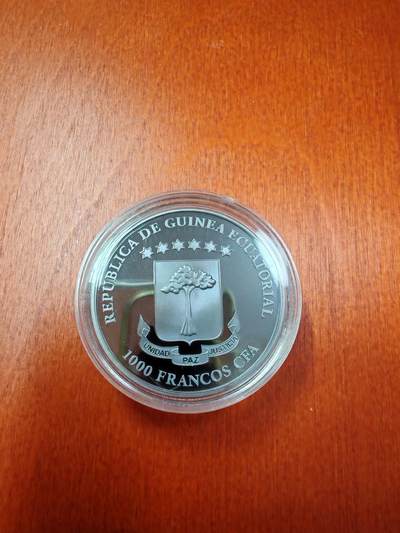 REPUBLICA DE GUINEA ECUATORIAL
UNIDAD PAZ JUSTICIA
1000 FRANCOS CFA